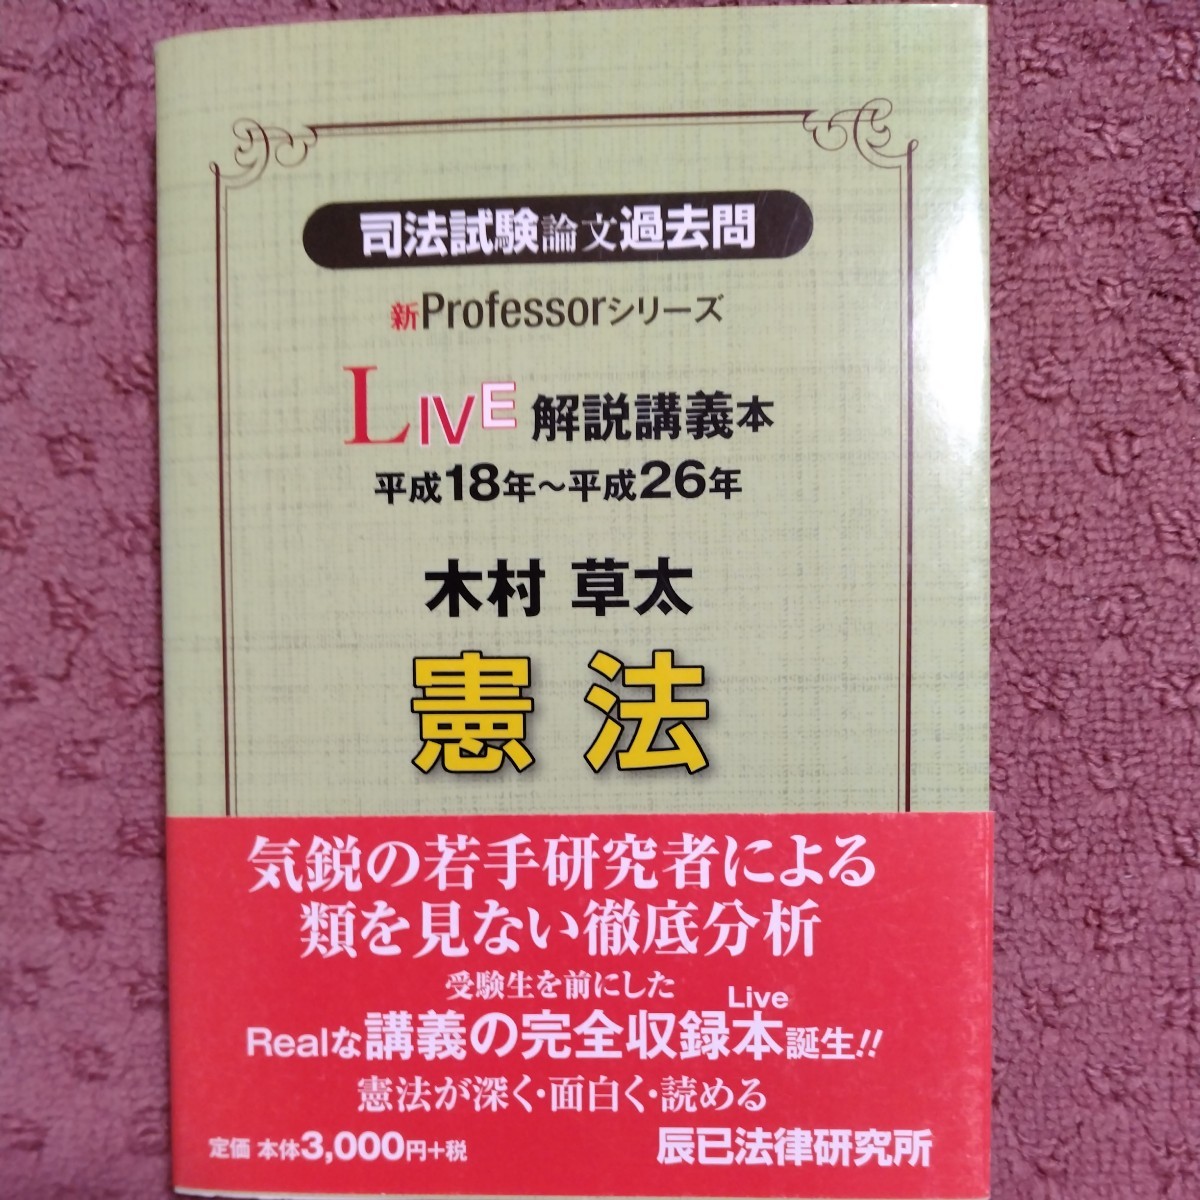 司法試験論文過去問
新Professorシリーズ
LIVE 解説講義本
平成18年～平成26年
木村 草太
憲法
気鋭の若手研究者による
類を見ない徹底分析
受験生を前にした
Live
Realな講義の完全収録本誕生!!
憲法が深く・面白く・読める
定価 本体3,000円+税
辰已法律研究所